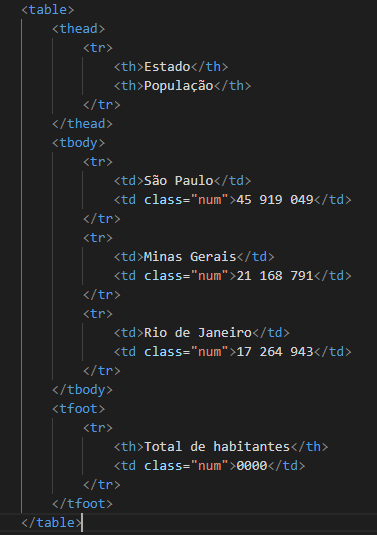 <table>
<thead>
<tr>
<th>Estado</th>
<th>População</th>
</tr>
</thead>
<tbody>
<tr>
<td>São Paulo</td>
<td class="num">45 919 049</td>
</tr>
<tr>
<td>Minas Gerais</td>
<td class="num">21 168 791</td>
</tr>
<tr>
<td>Rio de Janeiro</td>
<td class="num">17 264 943</td>
</tr>
</tbody>
<tfoot>
<tr>
<th>Total de habitantes</th>
<td class="num">0000</td>
</tr>
</tfoot>
</table>